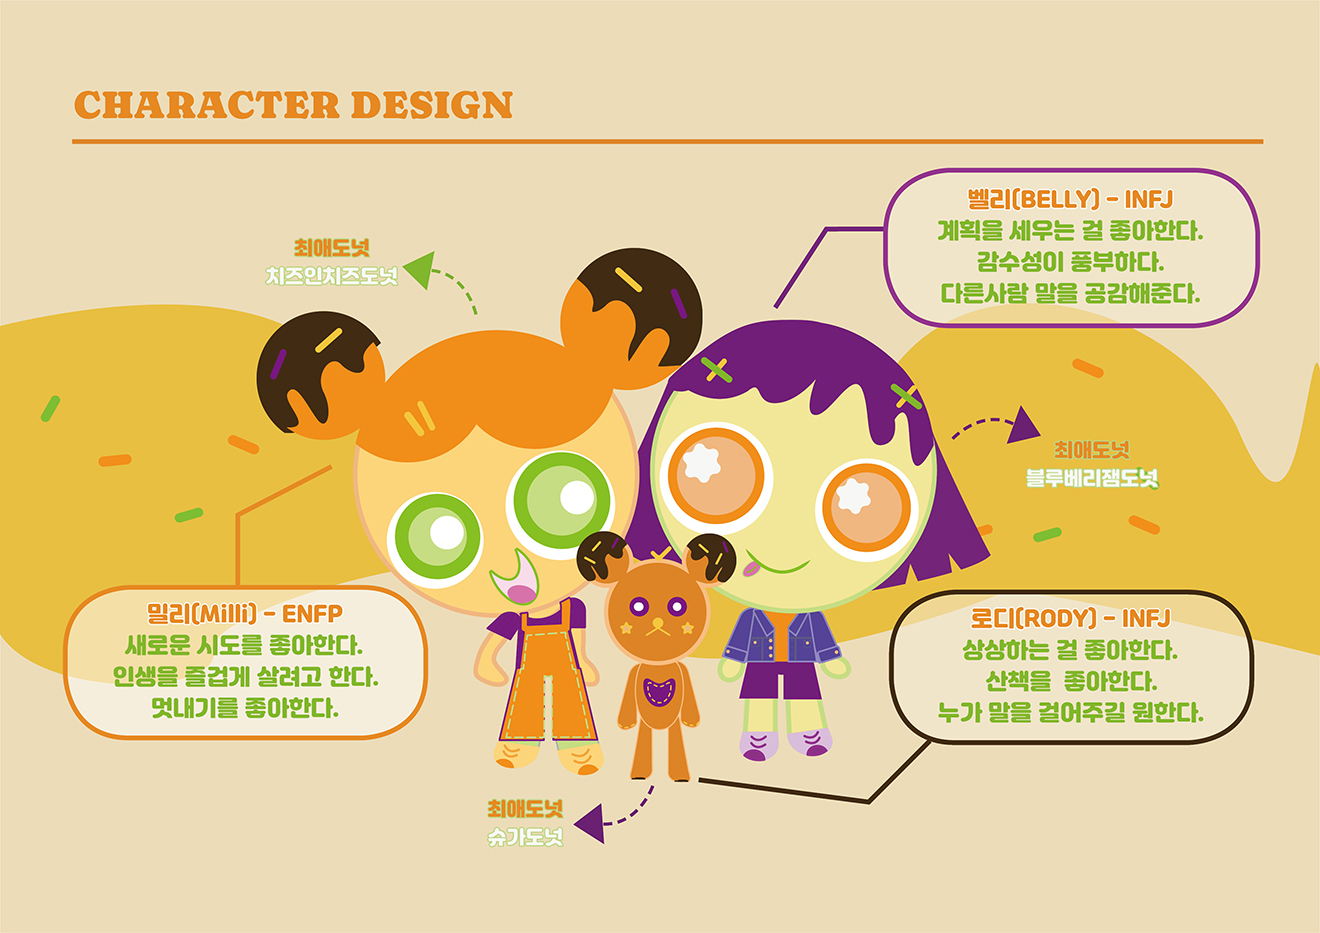 CHARACTER DESIGN
벨리(BELLY) - INFJ
계획을 세우는 걸 좋아한다.
감수성이 풍부하다.
다른사람 말을 공감해준다.
최애도넛
치즈인치즈도넛
최애도넛
블루베리잼도넛
밀리(Milli) - ENFP
새로운 시도를 좋아한다.
인생을 즐겁게 살려고 한다.
멋내기를 좋아한다.
로디(RODY) - INFJ
상상하는 걸 좋아한다.
산책을 좋아한다.
누가 말을 걸어주길 원한다.
최애도넛
슈가도넛